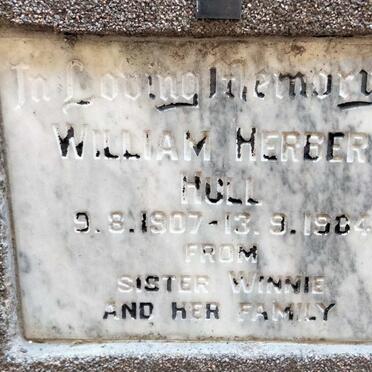 In Loving Memory
WILLIAM HERBER
HULL
9.8.1907-13.9.1984
FROM
SISTER WINNIE
AND HER FAMILY